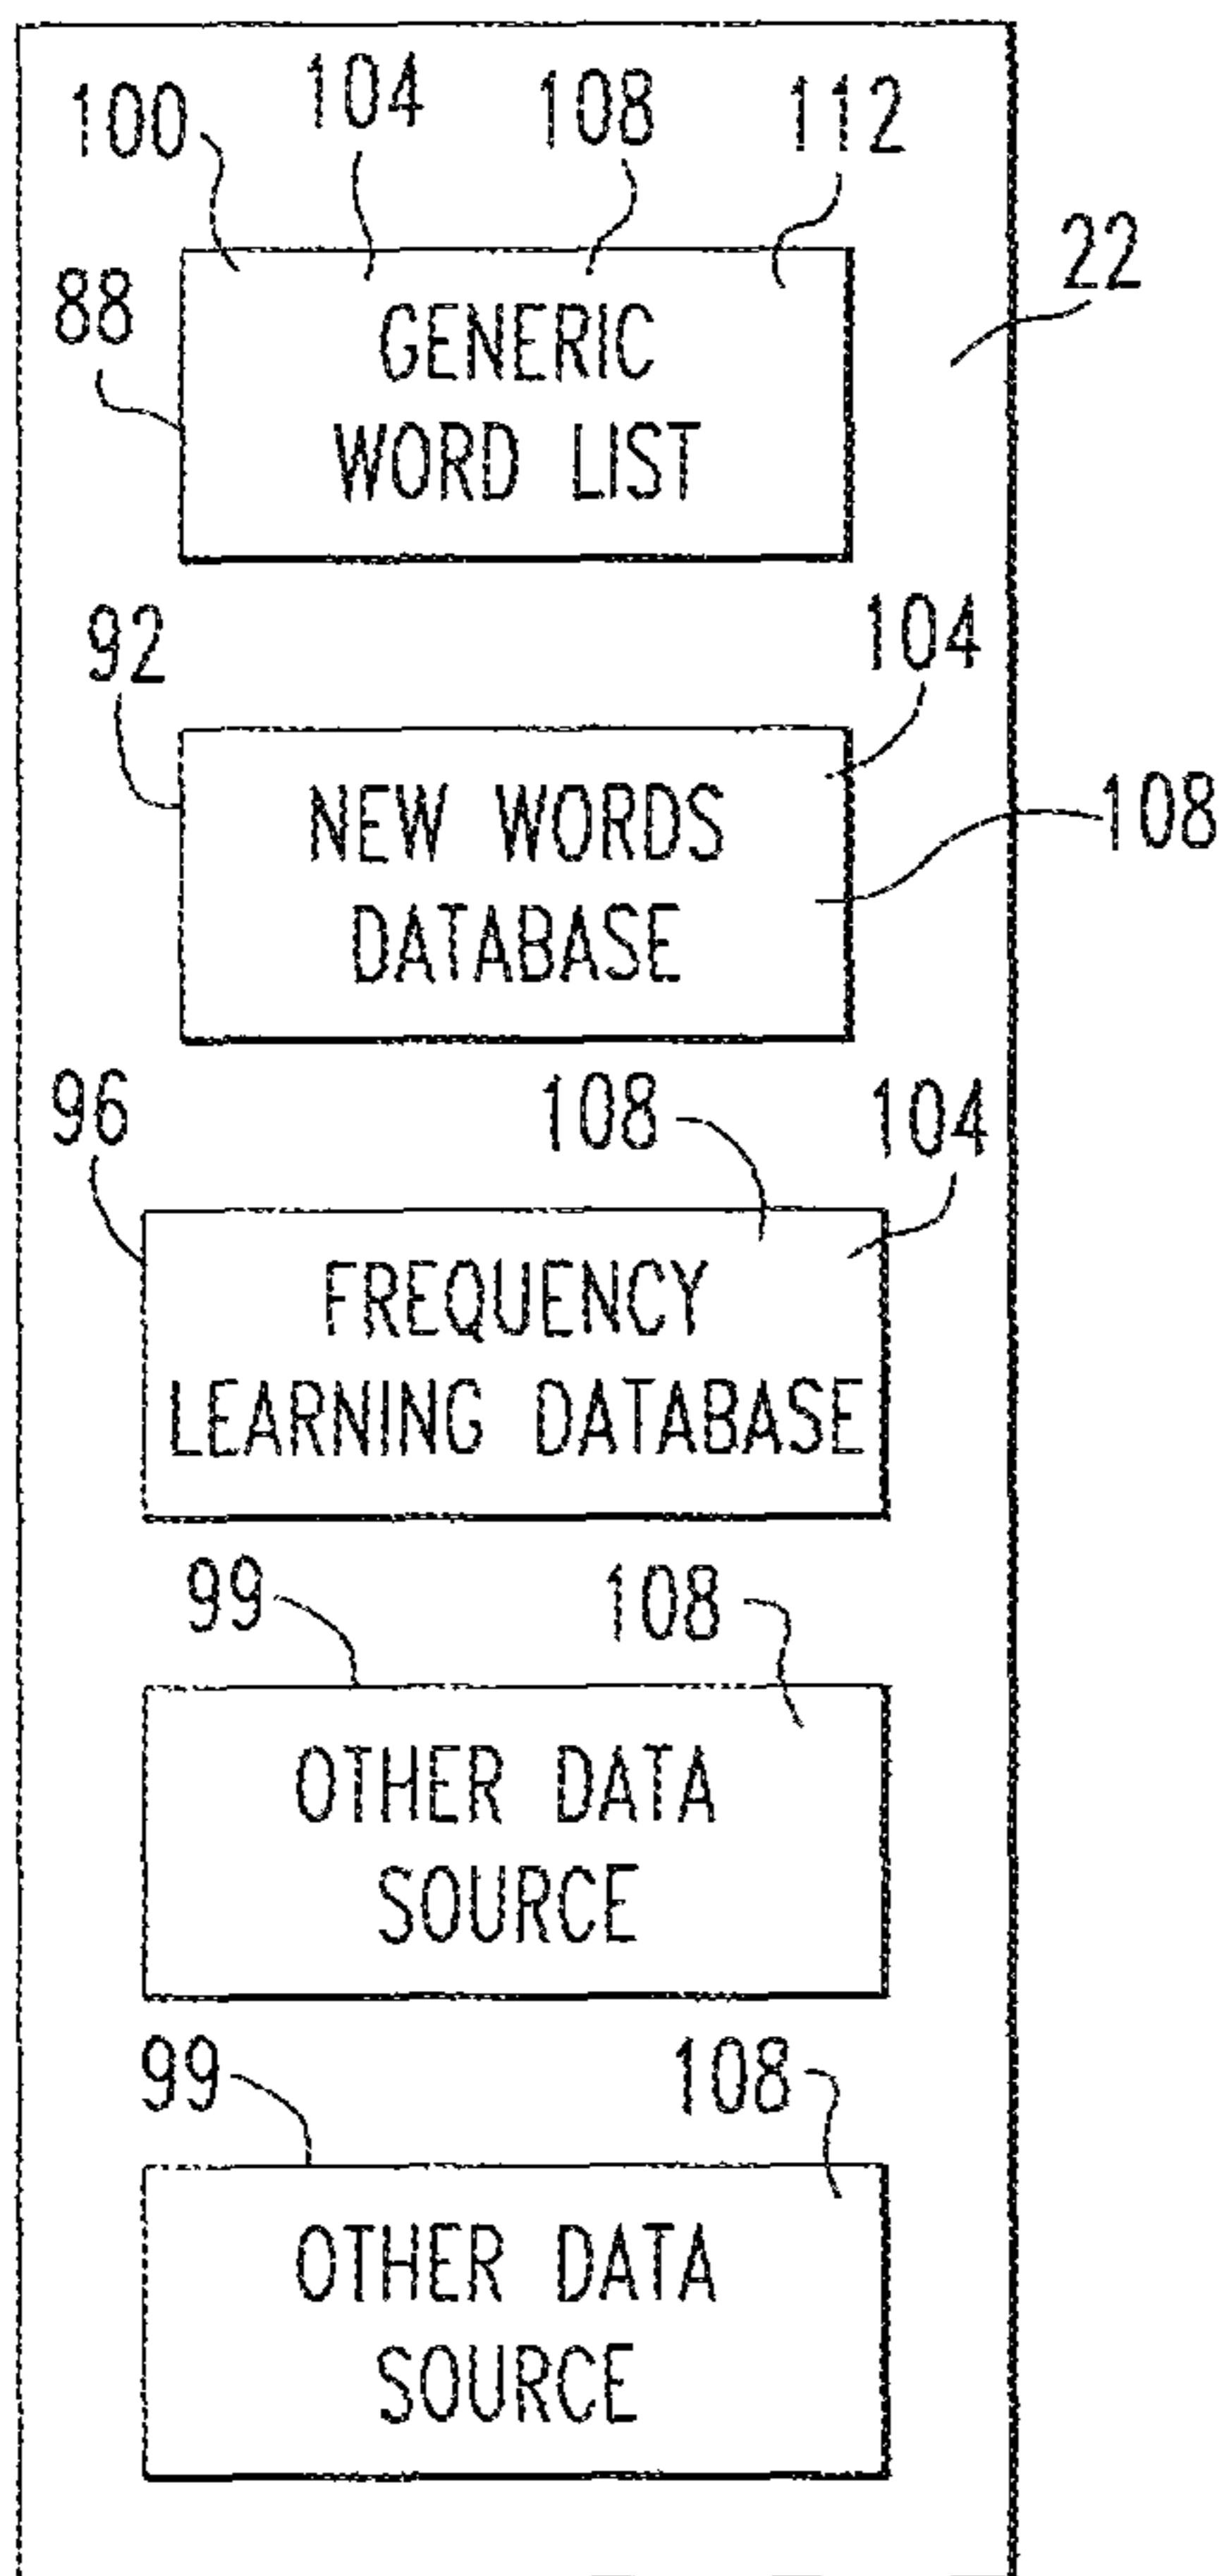 100 104 108 112
22
88
GENERIC
WORD LIST
92 104
108
NEW WORDS
DATABASE
96 108 104
FREQUENCY
LEARNING DATABASE
99 108
OTHER DATA
SOURCE
99 108
OTHER DATA
SOURCE